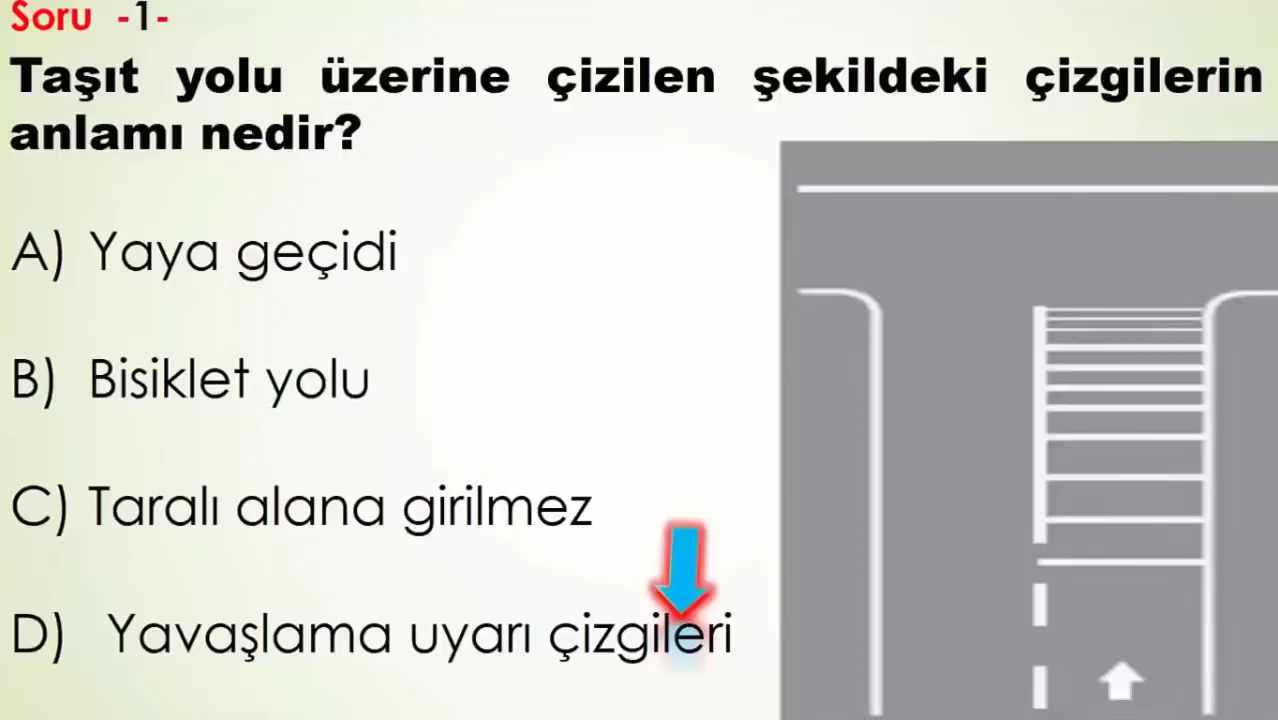 Soru -1-
Taşıt yolu üzerine çizilen şekildeki çizgilerin
anlamı nedir?
A) Yaya geçidi
B) Bisiklet yolu
C) Taralı alana girilmez
D) Yavaşlama uyarı çizgileri